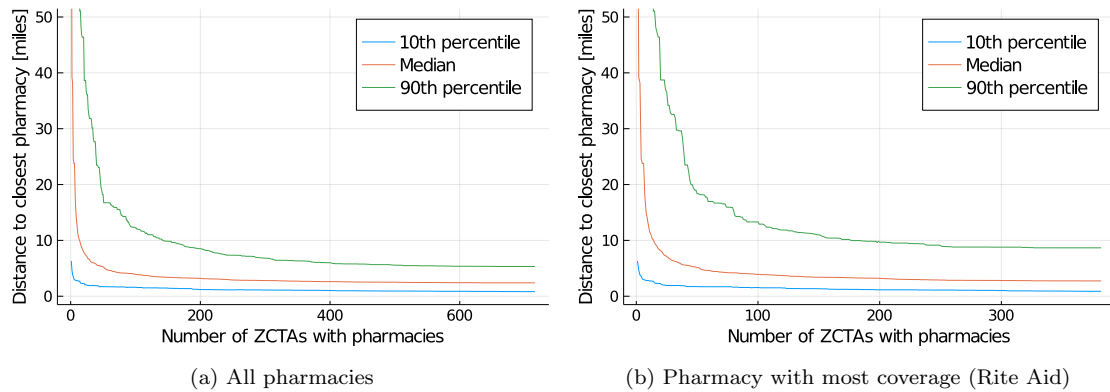 Distance to closest pharmacy [miles]
50
40
30
20
10
0
10th percentile
Median
90th percentile
0
200
400
600
Number of ZCTAs with pharmacies
(a) All pharmacies
Distance to closest pharmacy [miles]
50
40
30
20
10
0
10th percentile
Median
90th percentile
0
100
200
300
Number of ZCTAs with pharmacies
(b) Pharmacy with most coverage (Rite Aid)